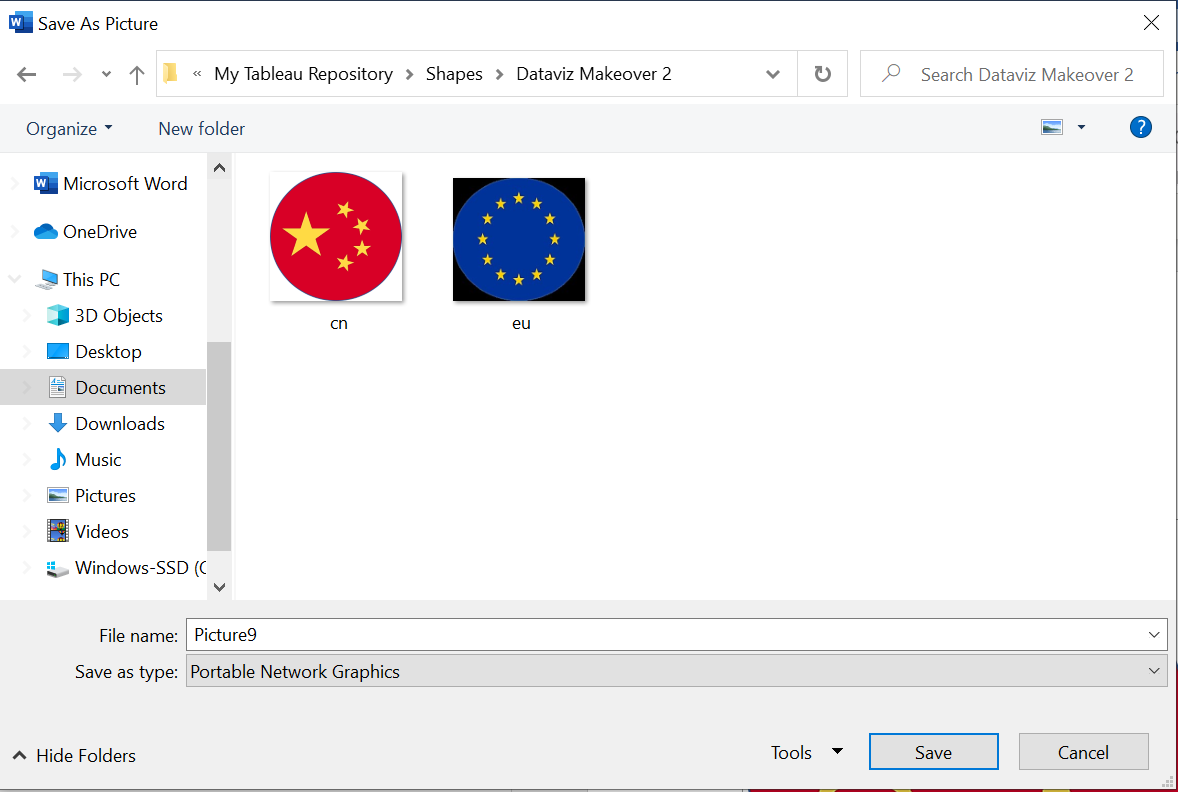 Save As Picture
« My Tableau Repository > Shapes > Dataviz Makeover 2
Search Dataviz Makeover 2
Organize New folder
Microsoft Word
OneDrive
This PC
3D Objects
Desktop
Documents
Downloads
Music
Pictures
Videos
Windows-SSD (C
cn eu
File name: Picture9
Save as type: Portable Network Graphics
Hide Folders Tools Save Cancel